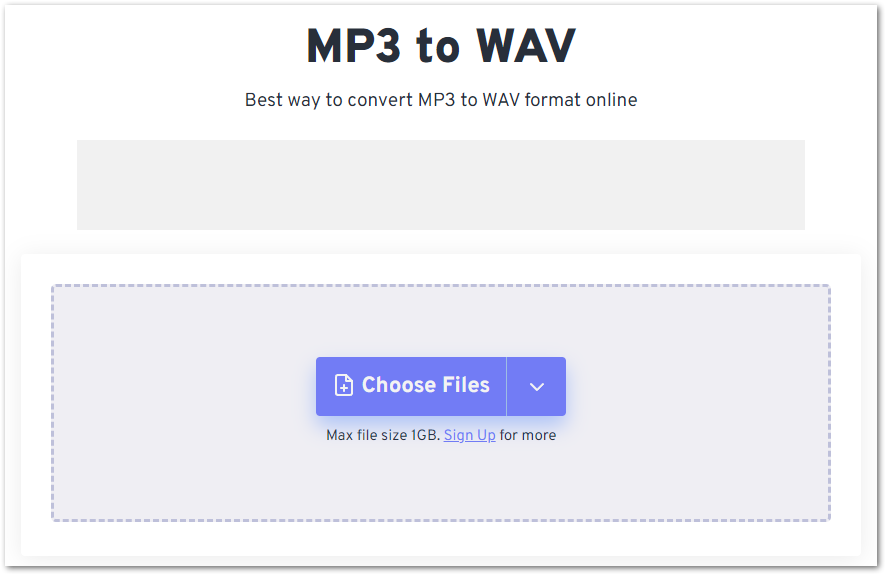 MP3 to WAV
Best way to convert MP3 to WAV format online
Choose Files
Max file size 1GB. Sign Up for more